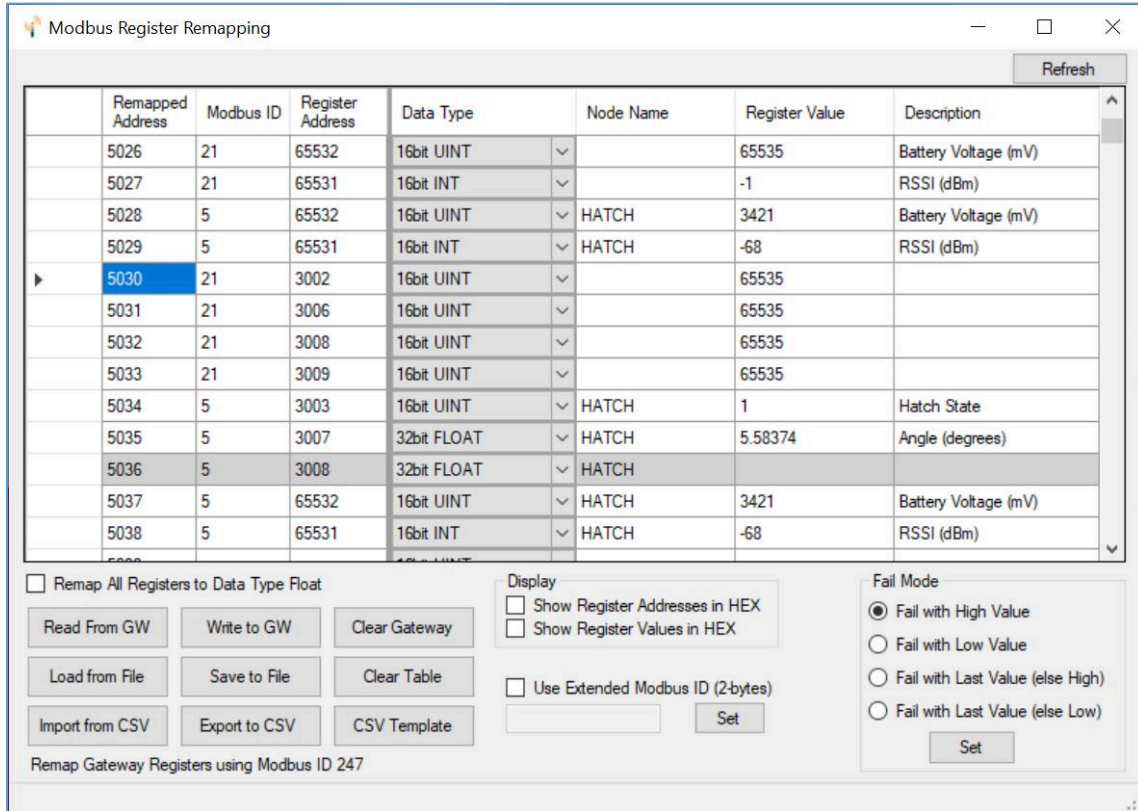 Modbus Register Remapping
Refresh
Remapped Address Modbus ID Register Address Data Type Node Name Register Value Description
5026 21 65532 16bit UINT 65535 Battery Voltage (mV)
5027 21 65531 16bit INT -1 RSSI (dBm)
5028 5 65532 16bit UINT HATCH 3421 Battery Voltage (mV)
5029 5 65531 16bit INT HATCH -68 RSSI (dBm)
5030 21 3002 16bit UINT 65535
5031 21 3006 16bit UINT 65535
5032 21 3008 16bit UINT 65535
5033 21 3009 16bit UINT 65535
5034 5 3003 16bit UINT HATCH 1 Hatch State
5035 5 3007 32bit FLOAT HATCH 5.58374 Angle (degrees)
5036 5 3008 32bit FLOAT HATCH
5037 5 65532 16bit UINT HATCH 3421 Battery Voltage (mV)
5038 5 65531 16bit INT HATCH -68 RSSI (dBm)
Remap All Registers to Data Type Float
Read From GW Write to GW Clear Gateway
Load from File Save to File Clear Table
Import from CSV Export to CSV CSV Template
Remap Gateway Registers using Modbus ID 247
Display
Show Register Addresses in HEX
Show Register Values in HEX
Use Extended Modbus ID (2-bytes)
Set
Fail Mode
Fail with High Value
Fail with Low Value
Fail with Last Value (else High)
Fail with Last Value (else Low)
Set